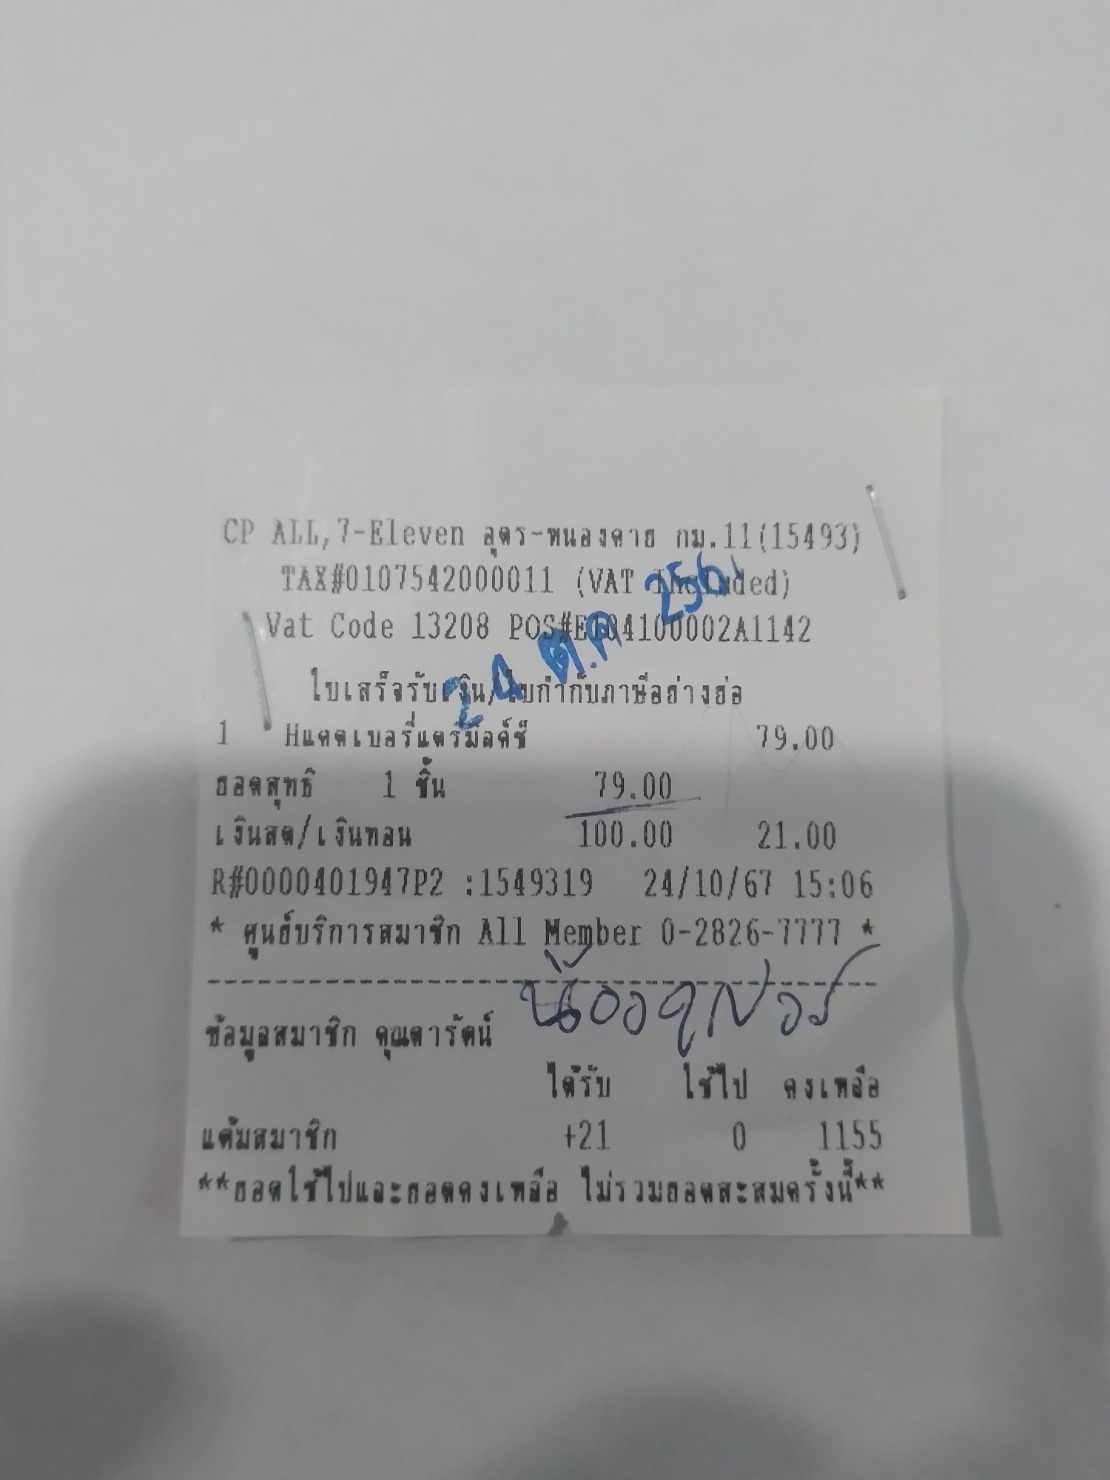 CP ALL,7-Eleven อุดร-หนองคาย กม.11(15493)
TAX#0107542000011 (VAT Included)
Vat Code 13208 POS#E104100002A1142
24 ต.ค 256
ใบเสร็จรับเงิน/ใบกำกับภาษีอย่างย่อ
1 Hแคดเบอรี่แดรี่มิลค์ช็ 79.00
ยอดสุทธิ 1 ชิ้น 79.00
เงินสด/เงินทอน 100.00 21.00
R#0000401947P2 :1549319 24/10/67 15:06
* ศูนย์บริการสมาชิก All Member 0-2826-7777 *
ข้อมูลสมาชิก คุณดารัตน์
ได้รับ ใช้ไป คงเหลือ
แต้มสมาชิก +21 0 1155
**ยอดใช้ไปและยอดคงเหลือ ไม่รวมยอดสะสมครั้งนี้**